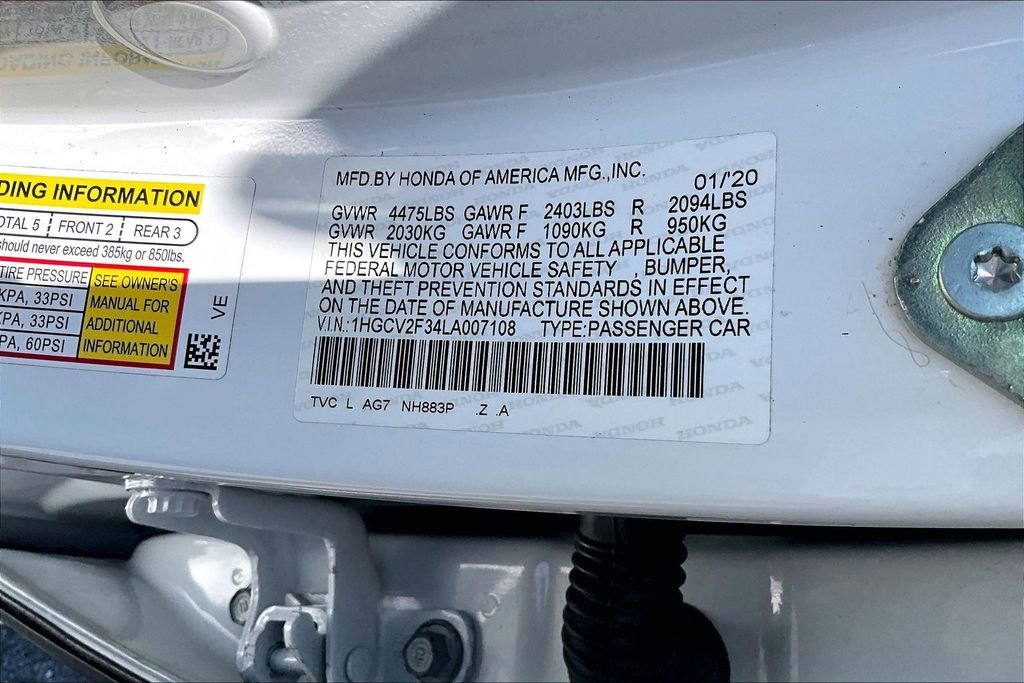 DING INFORMATION
OTAL 5 FRONT 2 REAR 3
should never exceed 385kg or 850lbs.
TIRE PRESSURE
KPA, 33PSI
KPA, 33PSI
PA, 60PSI
SEE OWNER'S
MANUAL FOR
ADDITIONAL
INFORMATION
VE
MFD.BY HONDA OF AMERICA MFG.,INC. 01/'20
GVWR 4475LBS GAWR F 2403LBS R 2094LBS
GVWR 2030KG GAWR F 1090KG R 950KG
THIS VEHICLE CONFORMS TO ALL APPLICABLE
FEDERAL MOTOR VEHICLE SAFETY , BUMPER,
AND THEFT PREVENTION STANDARDS IN EFFECT
ON THE DATE OF MANUFACTURE SHOWN ABOVE.
V.I.N.:1HGCV2F34LA007108 TYPE:PASSENGER CAR
TVC L AG7 NH883P .Z .A
HONDA